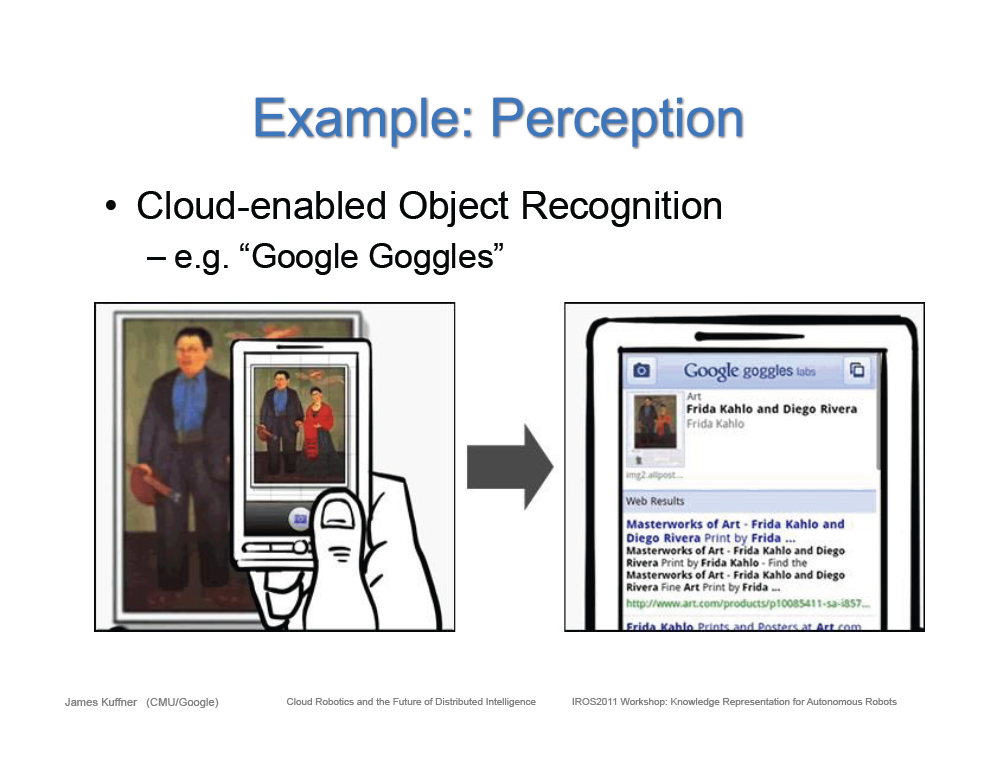 Example: Perception
• Cloud-enabled Object Recognition
– e.g. “Google Goggles”
Google goggles labs
Art
Frida Kahlo and Diego Rivera
Frida Kahlo
img2.allpost...
Web Results
Masterworks of Art - Frida Kahlo and
Diego Rivera Print by Frida ...
Masterworks of Art - Frida Kahlo and Diego
Rivera Print by Frida Kahlo - Find the
Masterworks of Art - Frida Kahlo and Diego
Rivera Fine Art Print by Frida ...
http://www.art.com/products/p10085411-sa-i857...
Frida Kahlo Prints and Posters at Art.com
James Kuffner (CMU/Google)
Cloud Robotics and the Future of Distributed Intelligence
IROS2011 Workshop: Knowledge Representation for Autonomous Robots